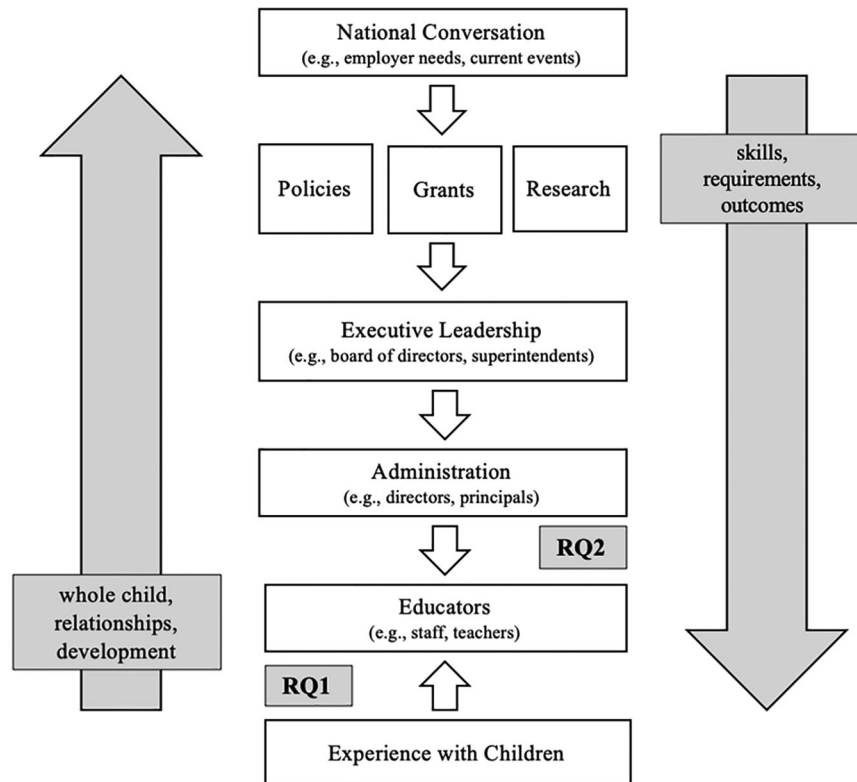 National Conversation
(e.g., employer needs, current events)
Policies
Grants
Research
skills,
requirements,
outcomes
Executive Leadership
(e.g., board of directors, superintendents)
Administration
(e.g., directors, principals)
RQ2
whole child,
relationships,
development
Educators
(e.g., staff, teachers)
RQ1
Experience with Children